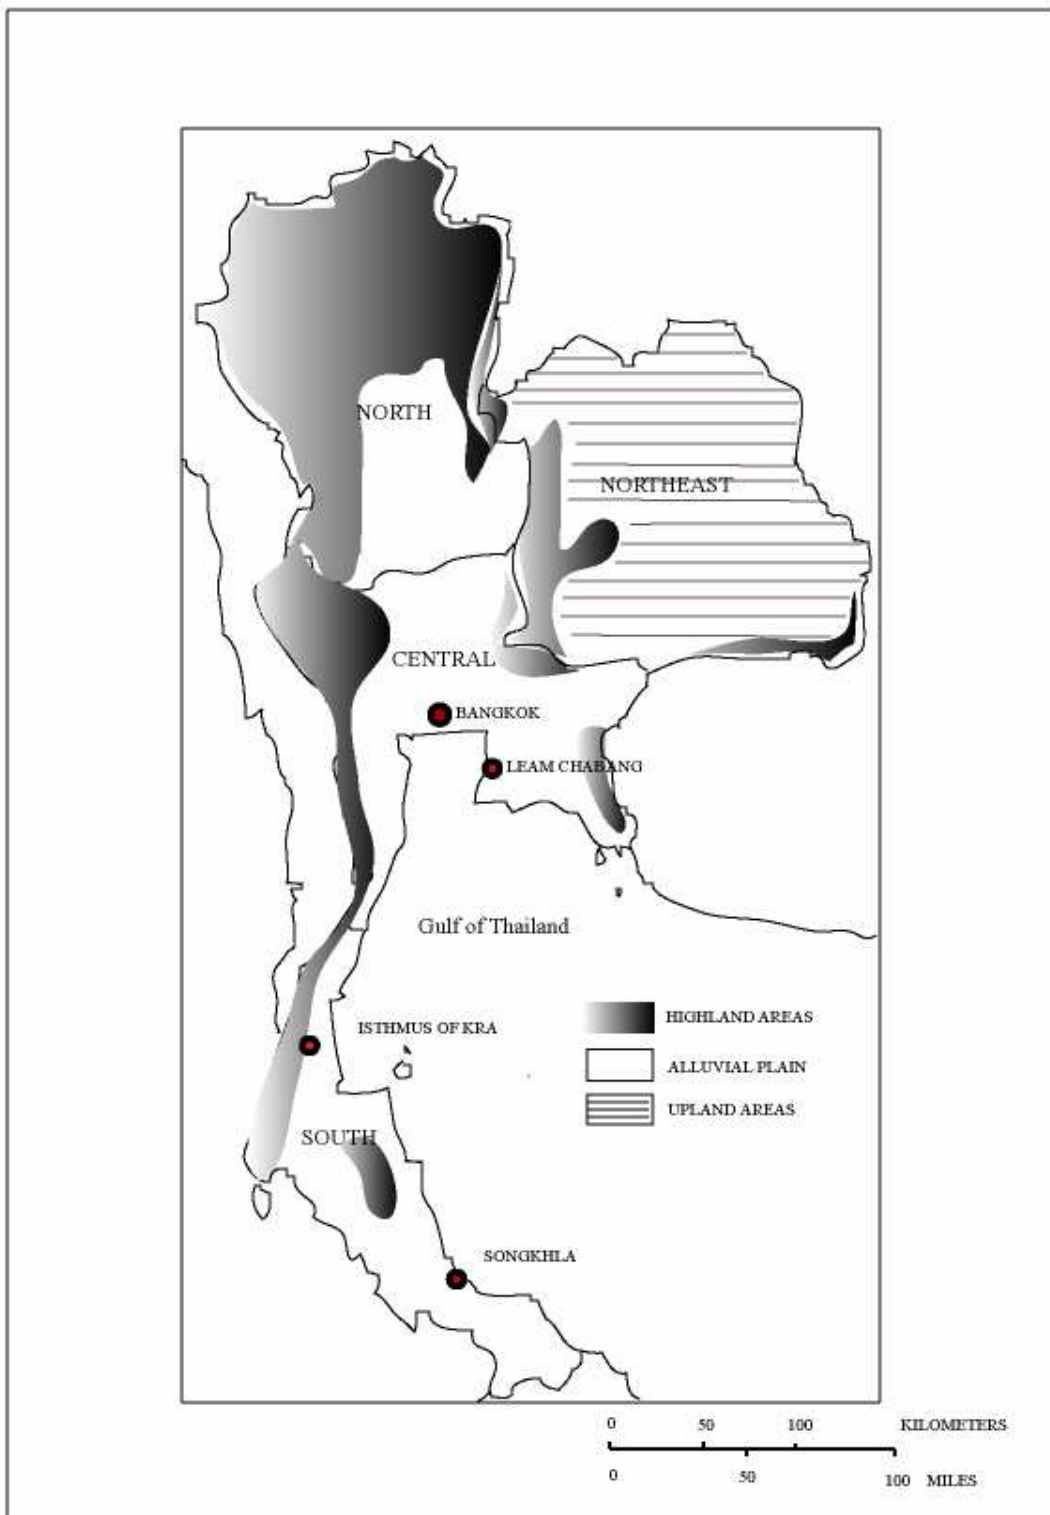 NORTH
NORTHEAST
CENTRAL
BANGKOK
LEAM CHABANG
Gulf of Thailand
HIGHLAND AREAS
ISTHMUS OF KRA
ALLUVIAL PLAIN
UPLAND AREAS
SOUTH
SONGKHLA
0 50 100 KILOMETERS
0 50 100 MILES